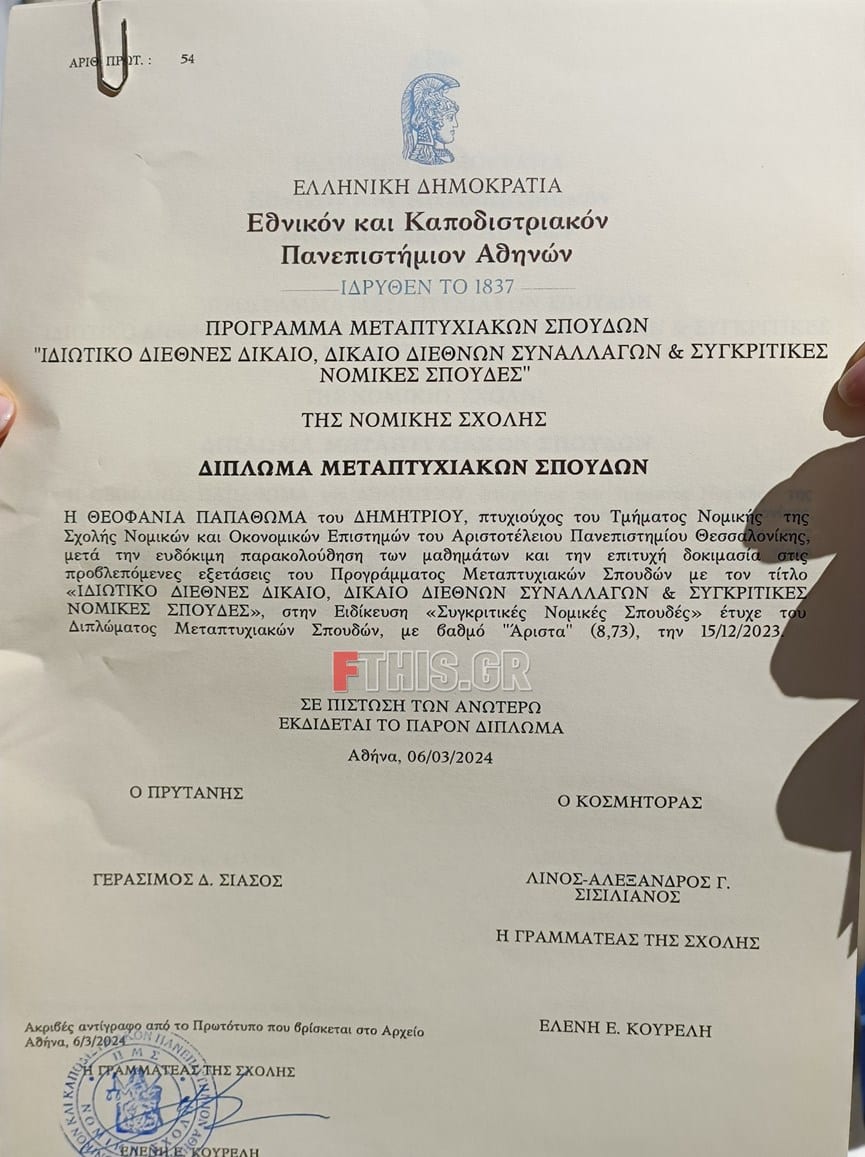 ΑΡΙΘ. ΠΡΩΤ. : 54
ΕΛΛΗΝΙΚΗ ΔΗΜΟΚΡΑΤΙΑ
Εθνικόν και Καποδιστριακόν
Πανεπιστήμιον Αθηνών
ΙΔΡΥΘΕΝ ΤΟ 1837
ΠΡΟΓΡΑΜΜΑ ΜΕΤΑΠΤΥΧΙΑΚΩΝ ΣΠΟΥΔΩΝ
"ΙΔΙΩΤΙΚΟ ΔΙΕΘΝΕΣ ΔΙΚΑΙΟ, ΔΙΚΑΙΟ ΔΙΕΘΝΩΝ ΣΥΝΑΛΛΑΓΩΝ & ΣΥΓΚΡΙΤΙΚΕΣ
ΝΟΜΙΚΕΣ ΣΠΟΥΔΕΣ"
ΤΗΣ ΝΟΜΙΚΗΣ ΣΧΟΛΗΣ
ΔΙΠΛΩΜΑ ΜΕΤΑΠΤΥΧΙΑΚΩΝ ΣΠΟΥΔΩΝ
Η ΘΕΟΦΑΝΙΑ ΠΑΠΑΘΩΜΑ του ΔΗΜΗΤΡΙΟΥ, πτυχιούχος του Τμήματος Νομικής της
Σχολής Νομικών και Οικονομικών Επιστημών του Αριστοτέλειου Πανεπιστημίου Θεσσαλονίκης,
μετά την ευδόκιμη παρακολούθηση των μαθημάτων και την επιτυχή δοκιμασία στις
προβλεπόμενες εξετάσεις του Προγράμματος Μεταπτυχιακών Σπουδών με τον τίτλο
«ΙΔΙΩΤΙΚΟ ΔΙΕΘΝΕΣ ΔΙΚΑΙΟ, ΔΙΚΑΙΟ ΔΙΕΘΝΩΝ ΣΥΝΑΛΛΑΓΩΝ & ΣΥΓΚΡΙΤΙΚΕΣ
ΝΟΜΙΚΕΣ ΣΠΟΥΔΕΣ», στην Ειδίκευση «Συγκριτικές Νομικές Σπουδές» έτυχε του
Διπλώματος Μεταπτυχιακών Σπουδών, με βαθμό "Άριστα" (8,73), την 15/12/2023.
FTHIS.GR
ΣΕ ΠΙΣΤΩΣΗ ΤΩΝ ΑΝΩΤΕΡΩ
ΕΚΔΙΔΕΤΑΙ ΤΟ ΠΑΡΟΝ ΔΙΠΛΩΜΑ
Αθήνα, 06/03/2024
Ο ΠΡΥΤΑΝΗΣ
Ο ΚΟΣΜΗΤΟΡΑΣ
ΓΕΡΑΣΙΜΟΣ Δ. ΣΙΑΣΟΣ
ΛΙΝΟΣ-ΑΛΕΞΑΝΔΡΟΣ Γ.
ΣΙΣΙΛΙΑΝΟΣ
Η ΓΡΑΜΜΑΤΕΑΣ ΤΗΣ ΣΧΟΛΗΣ
ΕΛΕΝΗ Ε. ΚΟΥΡΕΛΗ
Ακριβές αντίγραφο από το Πρωτότυπο που βρίσκεται στο Αρχείο
Αθήνα, 6/3/2024
Η ΓΡΑΜΜΑΤΕΑΣ ΤΗΣ ΣΧΟΛΗΣ
ΕΛΕΝΗ Ε. ΚΟΥΡΕΛΗ